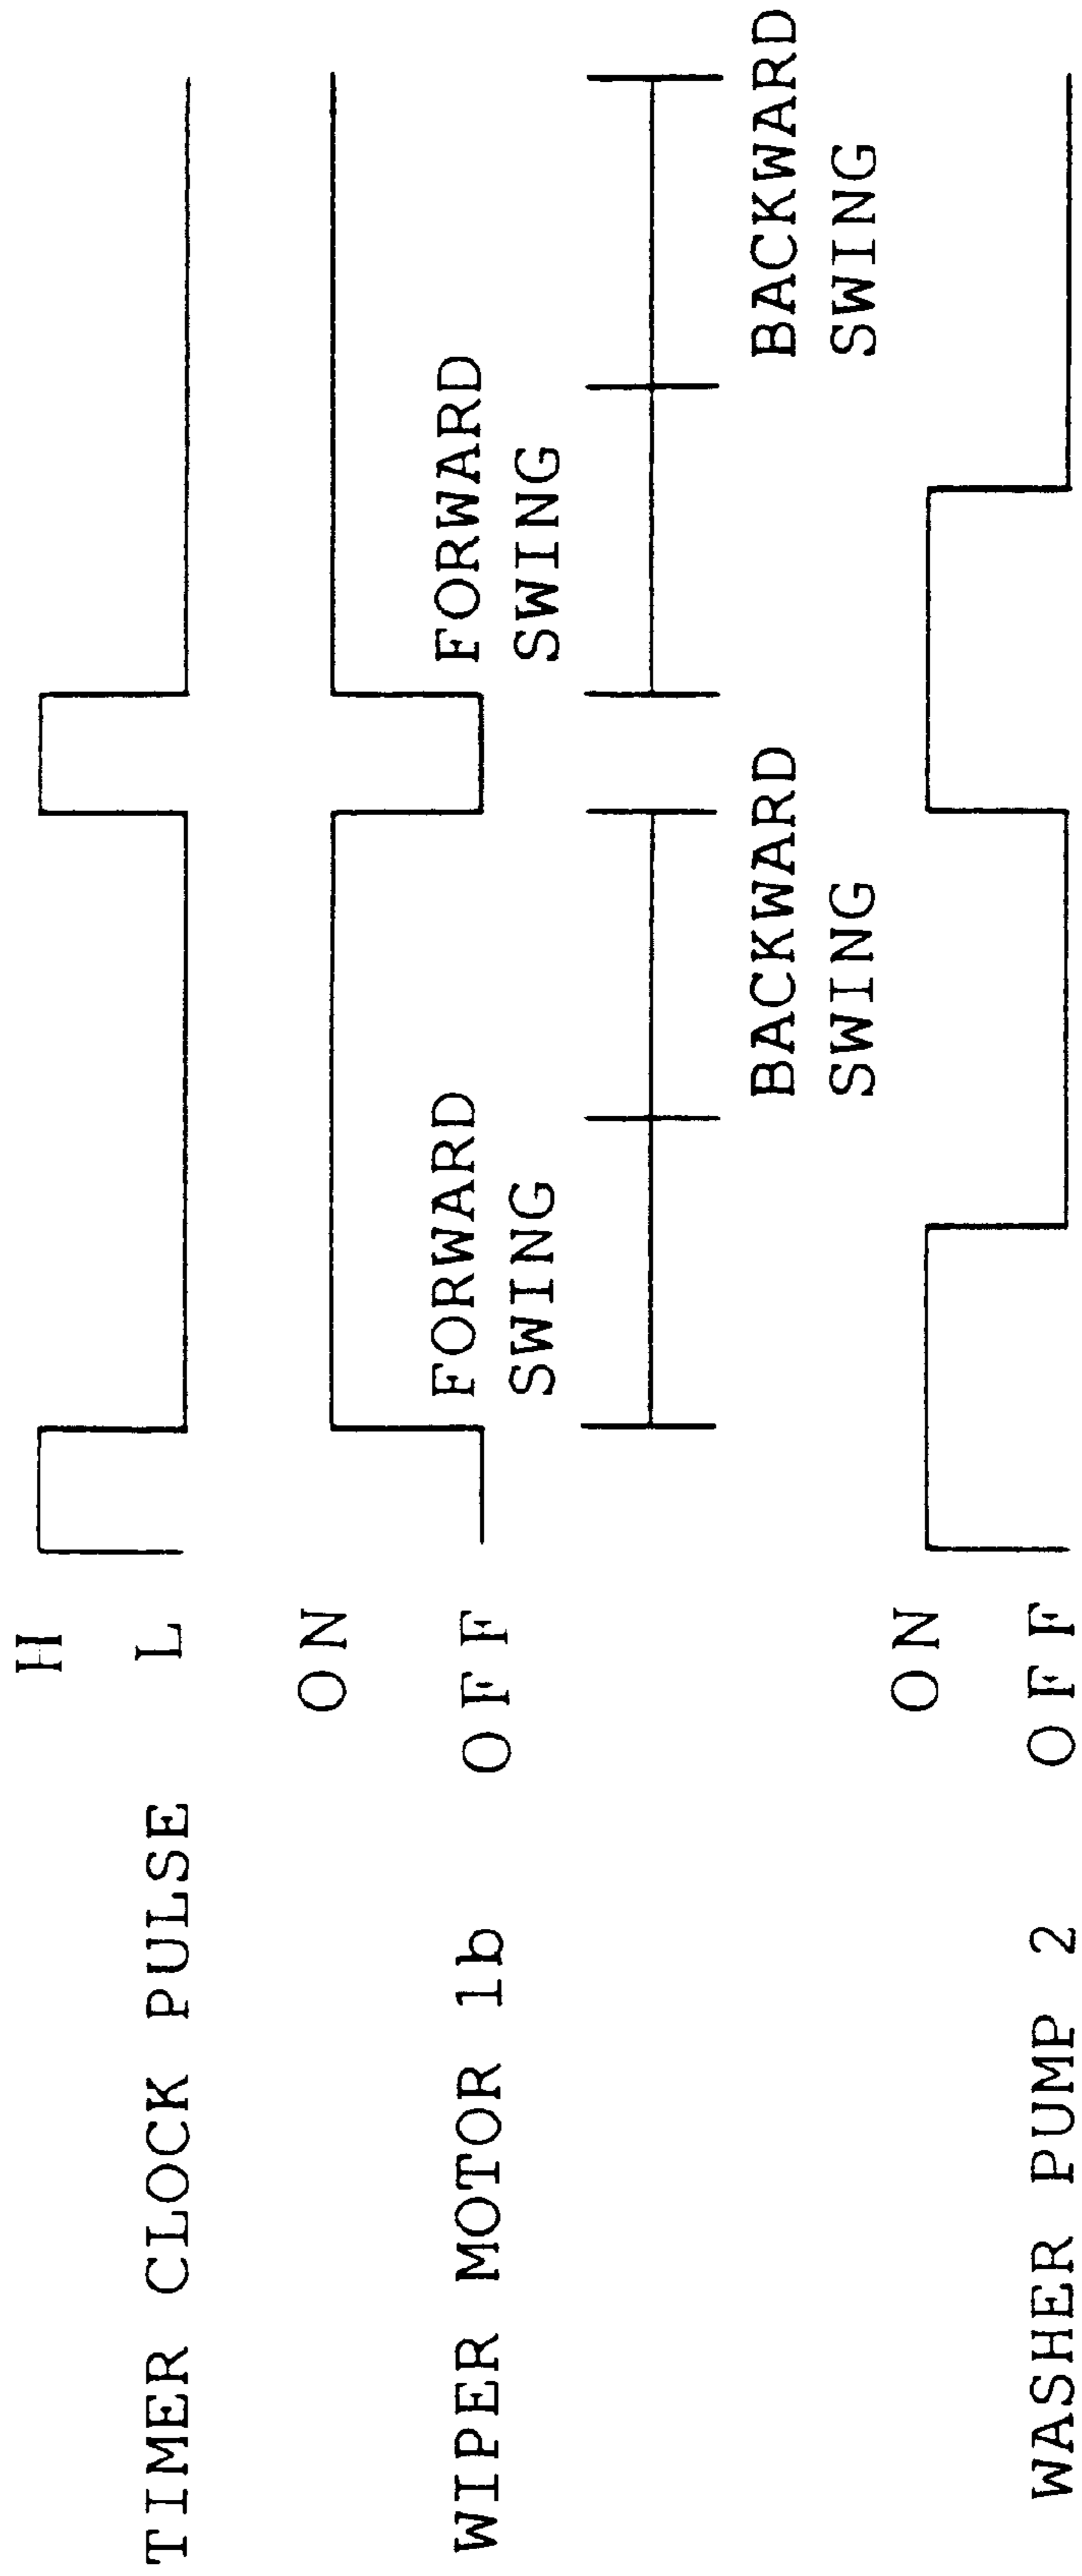 TIMER CLOCK PULSE
H
L
WIPER MOTOR 1b
ON
OFF
FORWARD
SWING
FORWARD
SWING
BACKWARD
SWING
BACKWARD
SWING
WASHER PUMP 2
ON
OFF